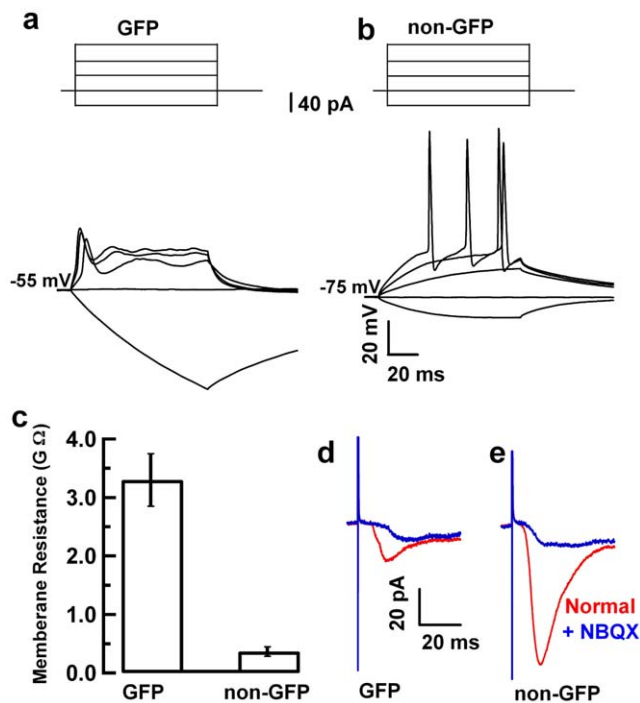 a
GFP
b
non-GFP
40 pA
-55 mV
-75 mV
20 mV
20 ms
c
Memberane Resistance (G Ω)
4.0
3.0
2.0
1.0
0.0
GFP
non-GFP
d
e
20 pA
20 ms
Normal
+ NBQX
GFP
non-GFP